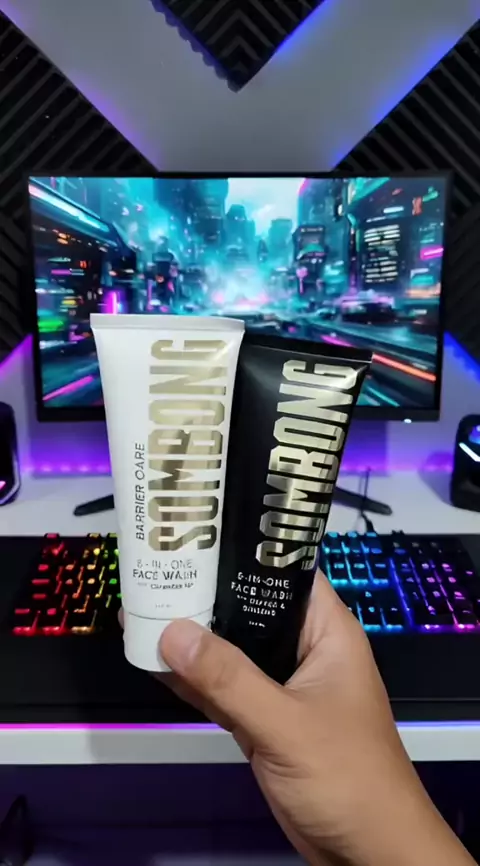 BARRIER CARE
SOMBONG
6-IN-ONE
FACE WASH
SOMBONG
6-IN-ONE
FACE WASH